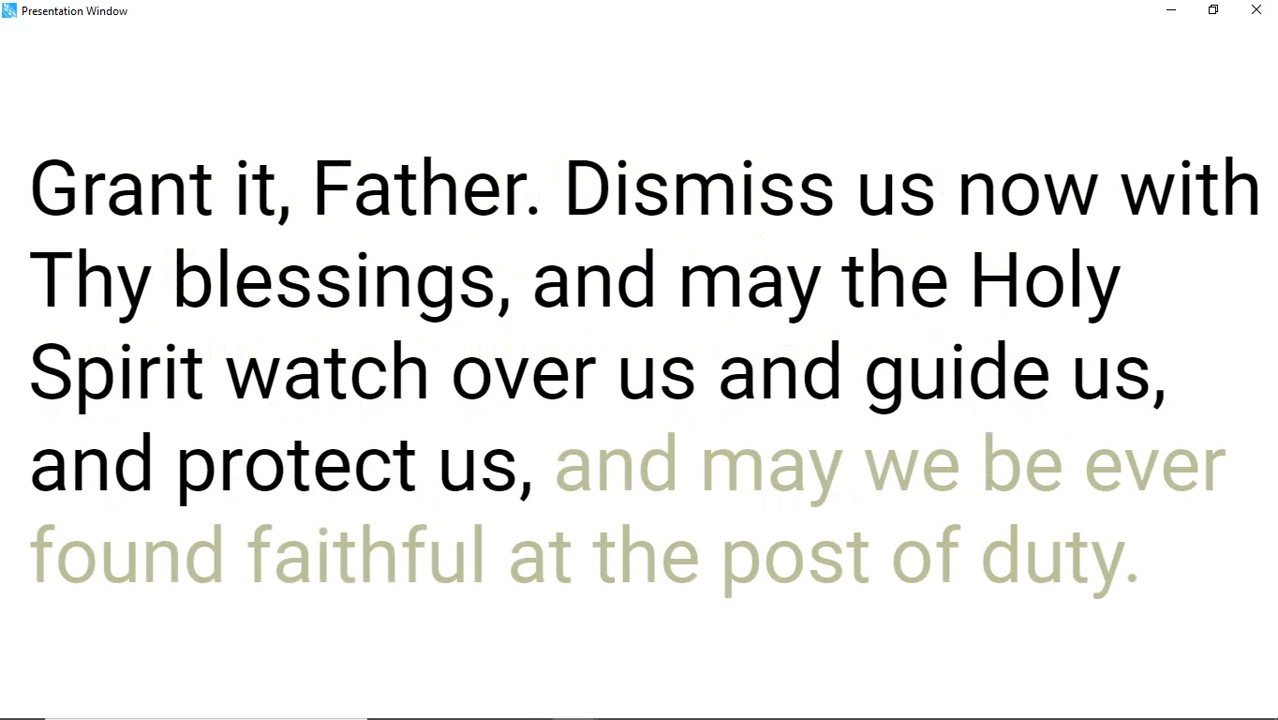 Presentation Window
Grant it, Father. Dismiss us now with
Thy blessings, and may the Holy
Spirit watch over us and guide us,
and protect us, and may we be ever
found faithful at the post of duty.